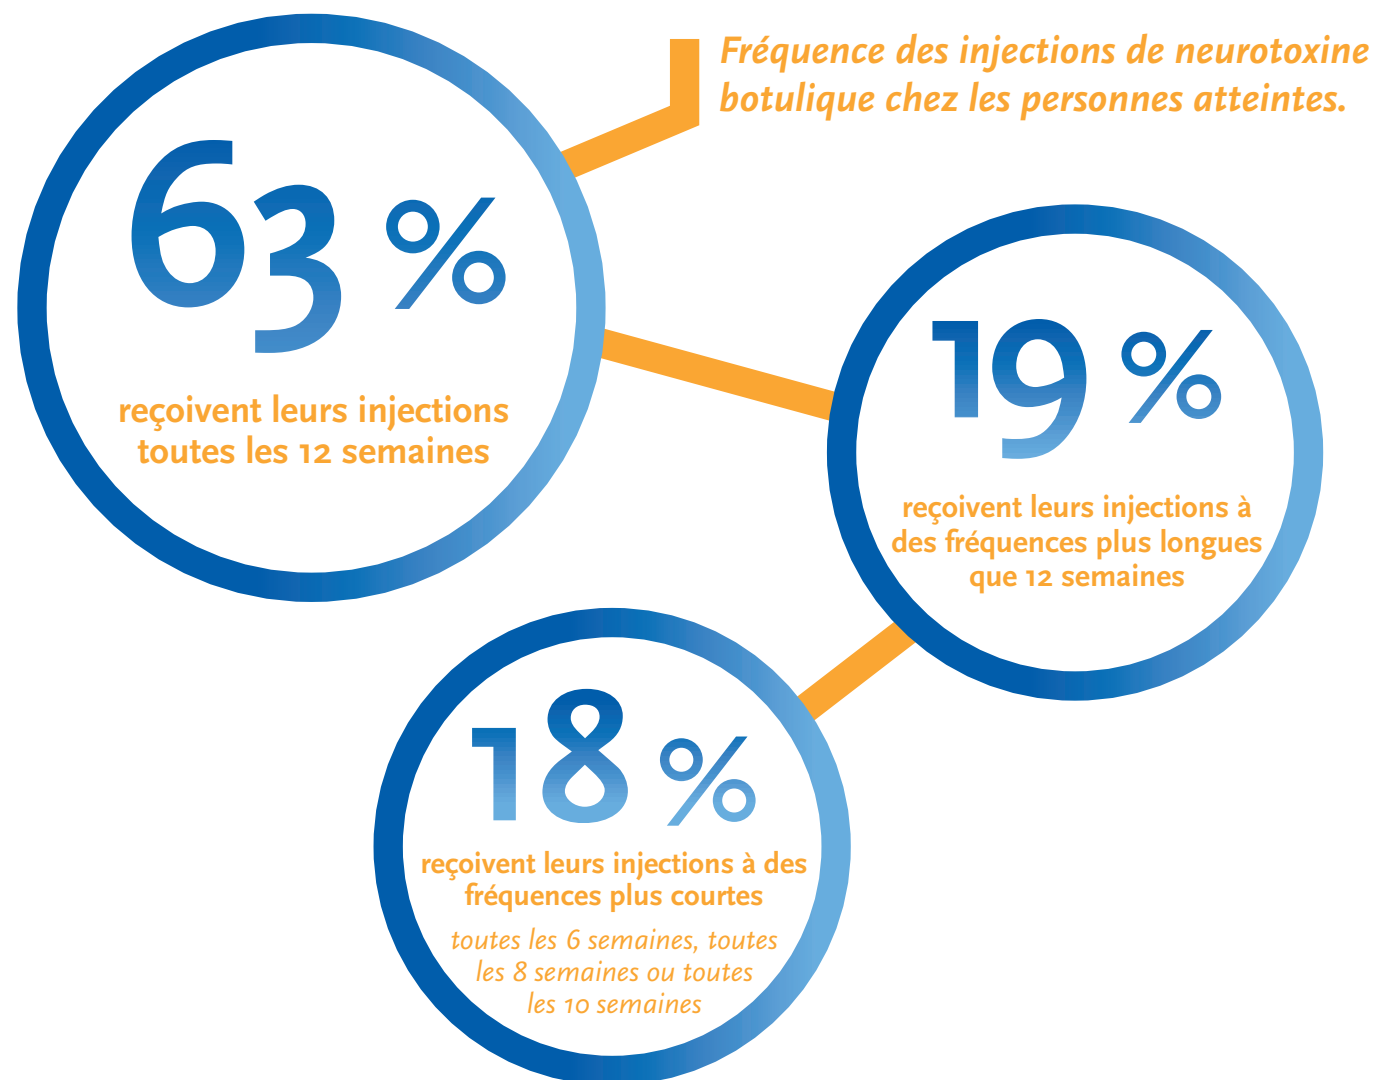 Fréquence des injections de neurotoxine
botulique chez les personnes atteintes.
63 %
reçoivent leurs injections
toutes les 12 semaines
19 %
reçoivent leurs injections à
des fréquences plus longues
que 12 semaines
18 %
reçoivent leurs injections à des
fréquences plus courtes
toutes les 6 semaines, toutes
les 8 semaines ou toutes
les 10 semaines